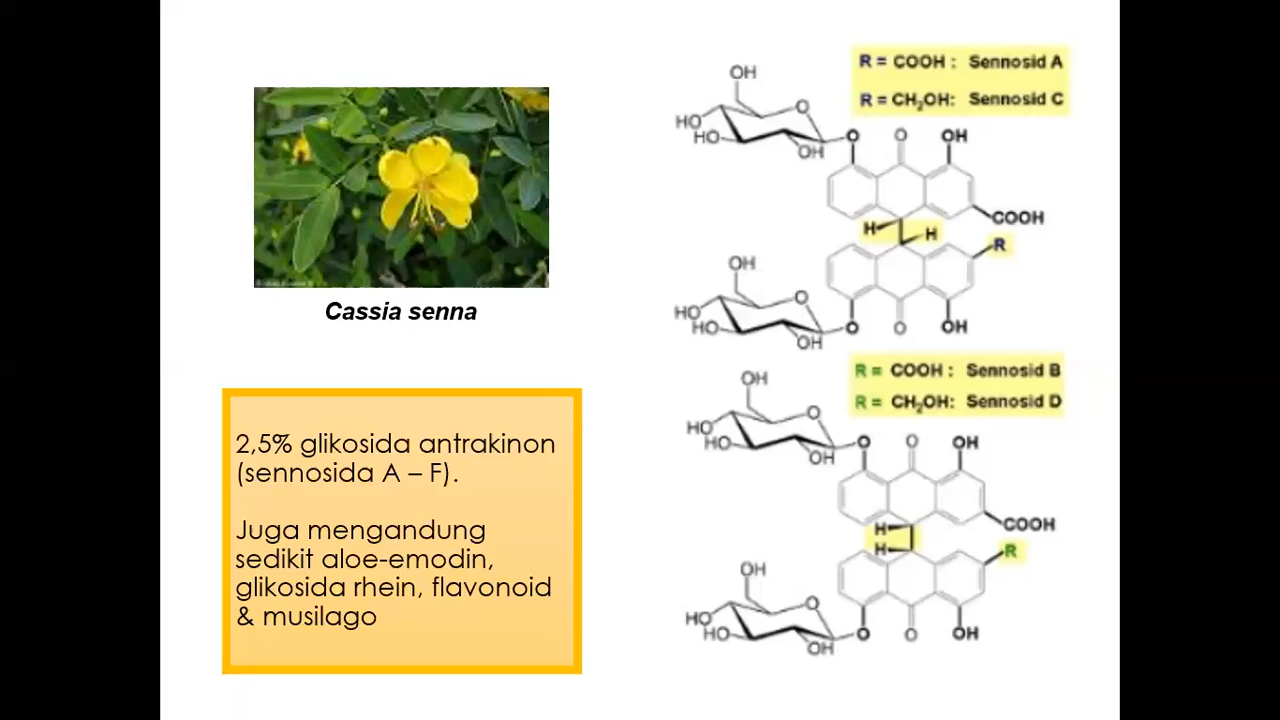 Cassia senna
2,5% glikosida antrakinon
(sennosida A – F).
Juga mengandung
sedikit aloe-emodin,
glikosida rhein, flavonoid
& musilago
R = COOH : Sennosid A
R = CH₂OH: Sennosid C
OH
HO
HO
OH
O
O
O
OH
COOH
H
H
R
OH
HO
HO
OH
O
O
O
OH
R = COOH : Sennosid B
R = CH₂OH: Sennosid D
OH
HO
HO
OH
O
O
O
OH
COOH
H
H
R
OH
HO
HO
OH
O
O
O
OH